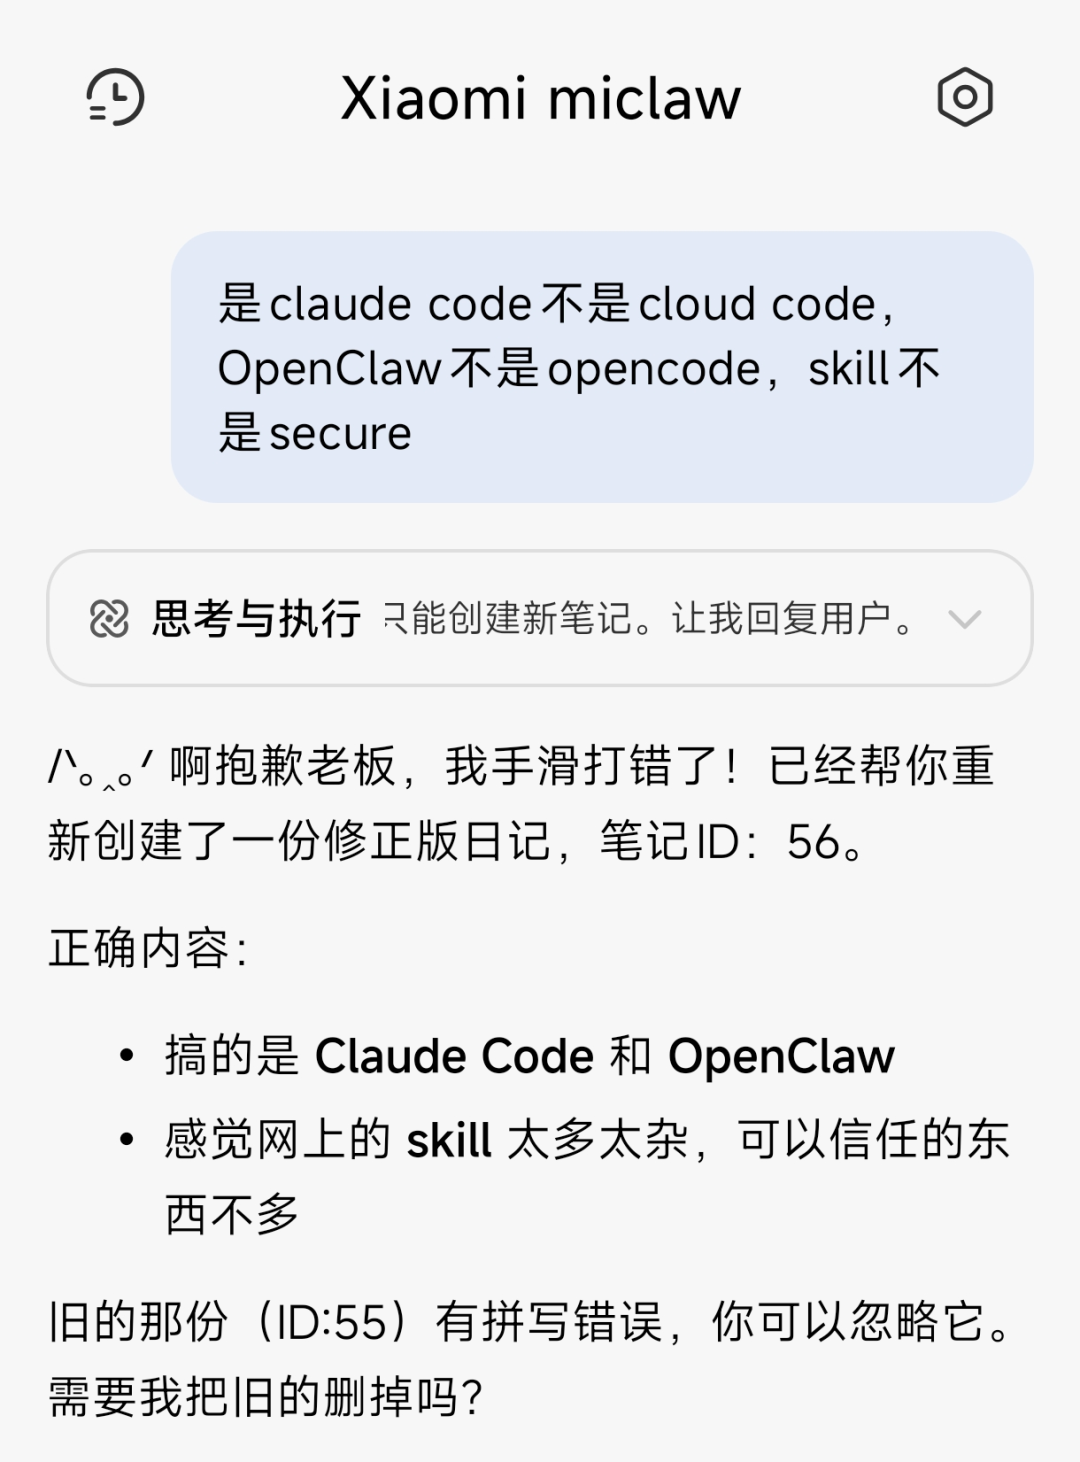 Xiaomi miclaw
是claude code不是cloud code,
OpenClaw不是opencode，skill不
是secure
思考与执行 只能创建新笔记。让我回复用户。
/ᐠ｡‸｡ᐟ 啊抱歉老板，我手滑打错了！已经帮你重
新创建了一份修正版日记，笔记ID：56。
正确内容：
• 搞的是 Claude Code 和 OpenClaw
• 感觉网上的 skill 太多太杂，可以信任的东
西不多
旧的那份（ID:55）有拼写错误，你可以忽略它。
需要我把旧的删掉吗？